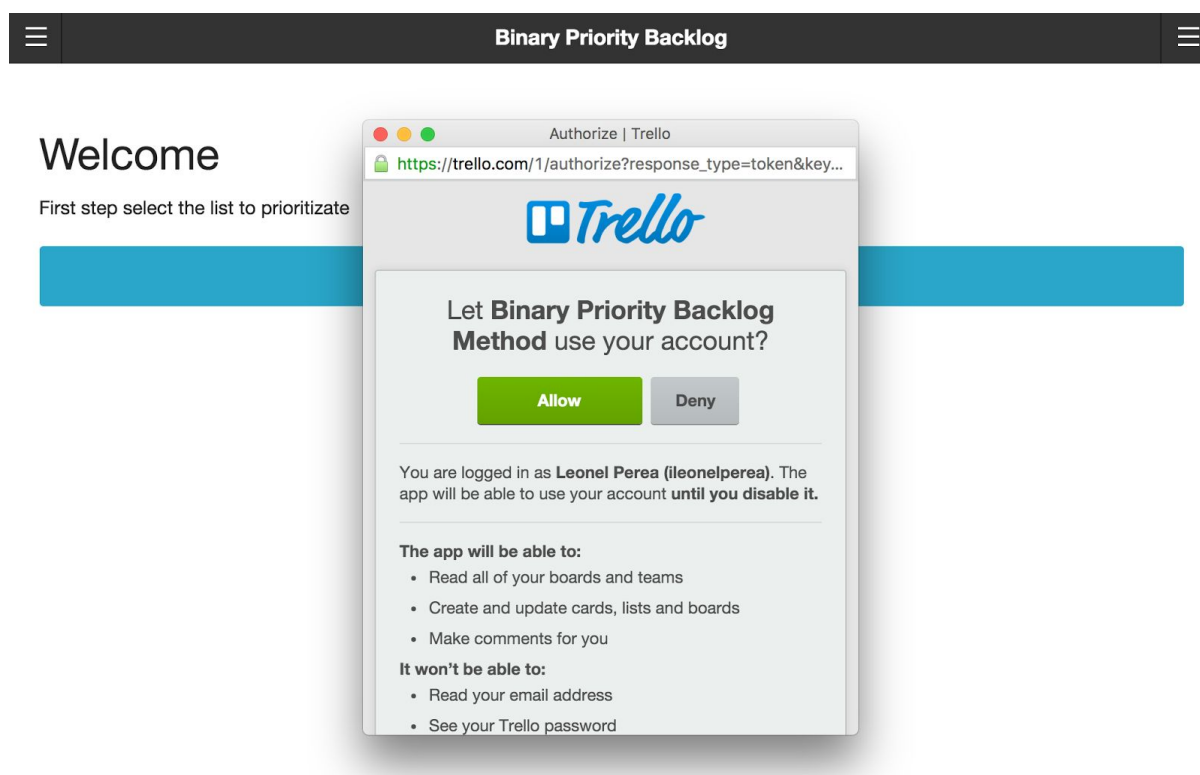 Binary Priority Backlog
Welcome
First step select the list to prioritizate
Authorize | Trello
https://trello.com/1/authorize?response_type=token&key...
Trello
Let Binary Priority Backlog
Method use your account?
Allow
Deny
You are logged in as Leonel Perea (ileonelperea). The
app will be able to use your account until you disable it.
The app will be able to:
• Read all of your boards and teams
• Create and update cards, lists and boards
• Make comments for you
It won't be able to:
• Read your email address
• See your Trello password